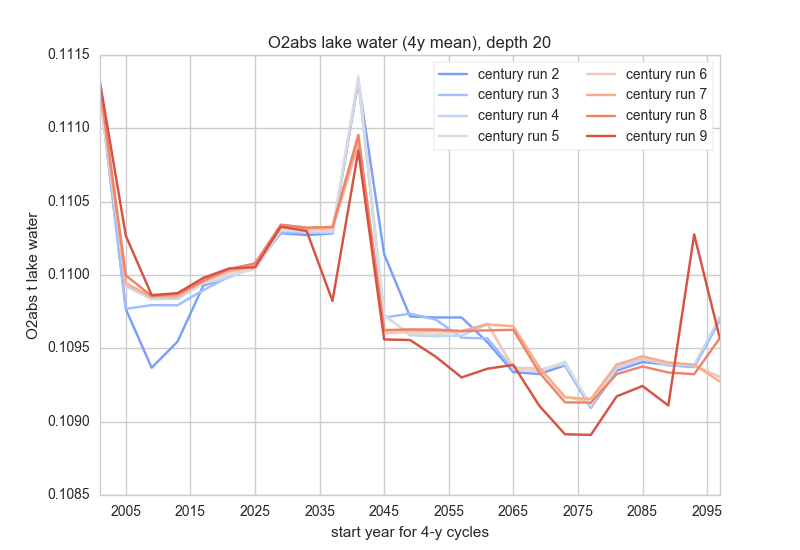 O2abs lake water (4y mean), depth 20
0.1115
0.1110
0.1105
0.1100
0.1095
0.1090
0.1085
O2abs t lake water
century run 2
century run 3
century run 4
century run 5
century run 6
century run 7
century run 8
century run 9
2005 2015 2025 2035 2045 2055 2065 2075 2085 2095
start year for 4-y cycles